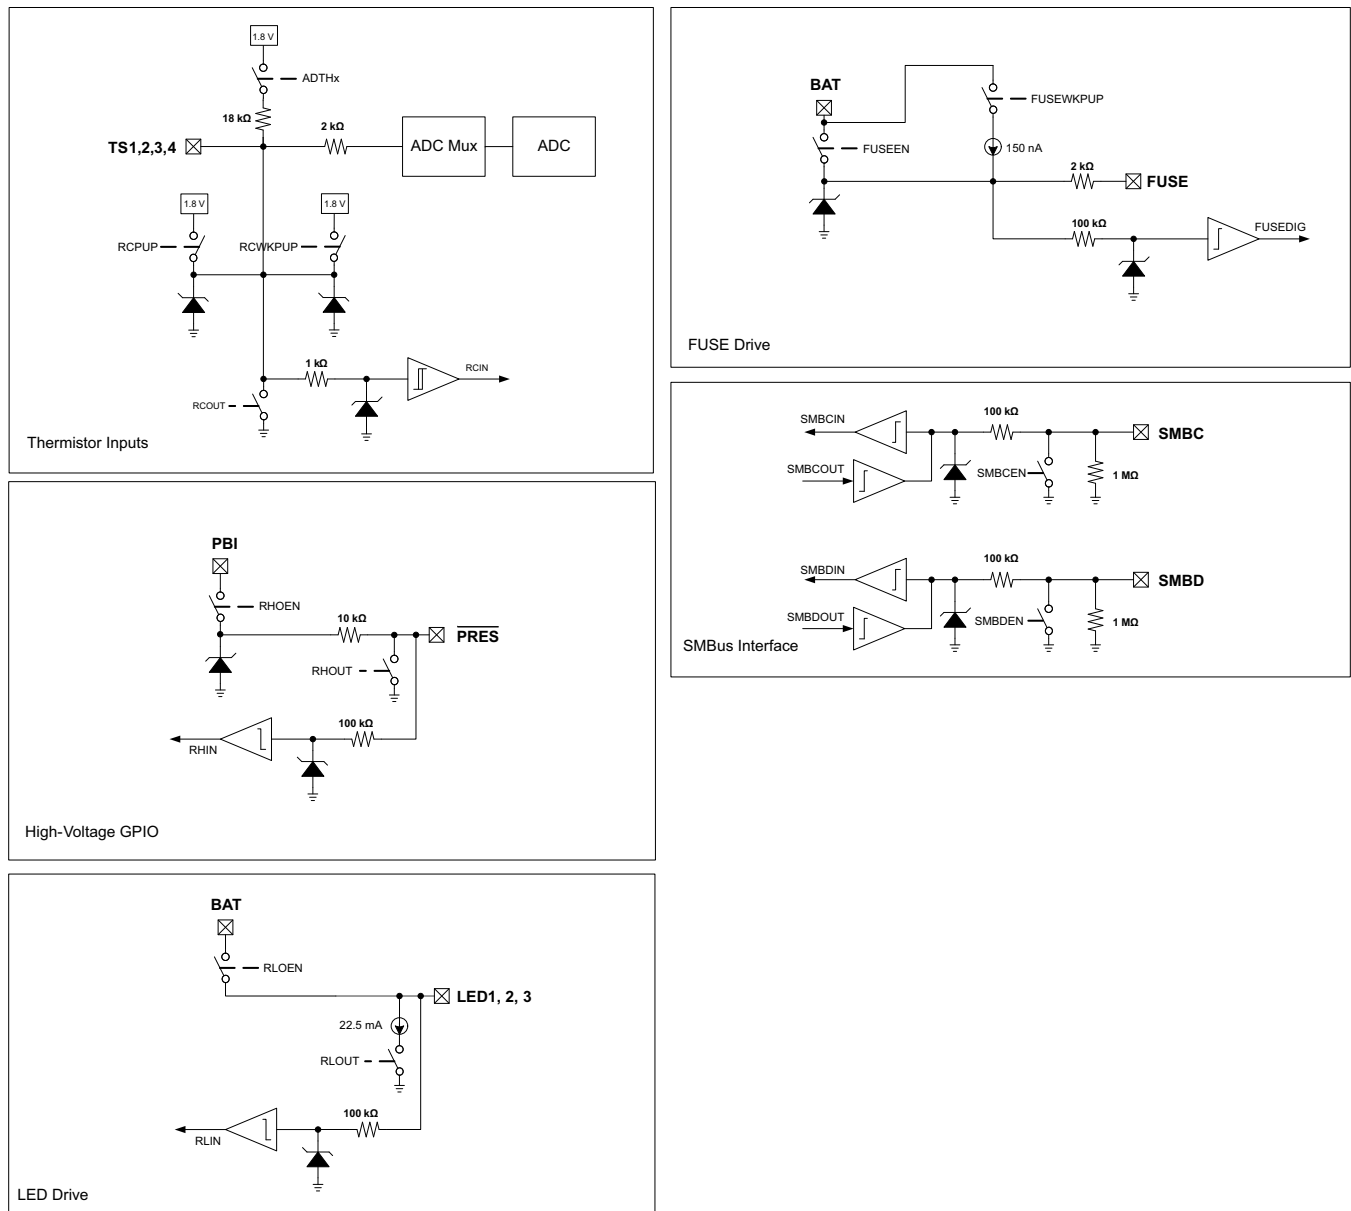 1.8 V
ADTHx
18 kΩ
2 kΩ
TS1,2,3,4
ADC Mux
ADC
1.8 V
1.8 V
RCPUP
RCWKPUP
1 kΩ
RCIN
RCOUT
Thermistor Inputs
BAT
FUSEWKPUP
FUSEEN
150 nA
2 kΩ
FUSE
100 kΩ
FUSEDIG
FUSE Drive
SMBCIN
100 kΩ
SMBC
SMBCOUT
SMBCEN
1 MΩ
SMBDIN
100 kΩ
SMBD
SMBDOUT
SMBDEN
1 MΩ
SMBus Interface
PBI
RHOEN
10 kΩ
PRES
RHOUT
100 kΩ
RHIN
High-Voltage GPIO
BAT
RLOEN
LED1, 2, 3
22.5 mA
RLOUT
100 kΩ
RLIN
LED Drive